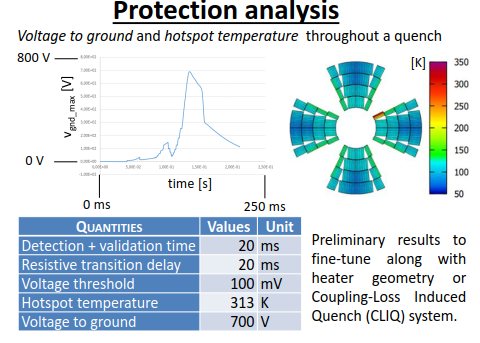 Protection analysis
Voltage to ground and hotspot temperature throughout a quench
800 V
V gnd_max [V]
0 V
time [s]
0 ms
250 ms
[K]
350
300
250
200
150
100
50
QUANTITIES Values Unit
Detection + validation time 20 ms
Resistive transition delay 20 ms
Voltage threshold 100 mV
Hotspot temperature 313 K
Voltage to ground 700 V
Preliminary results to
fine-tune along with
heater geometry or
Coupling-Loss Induced
Quench (CLIQ) system.